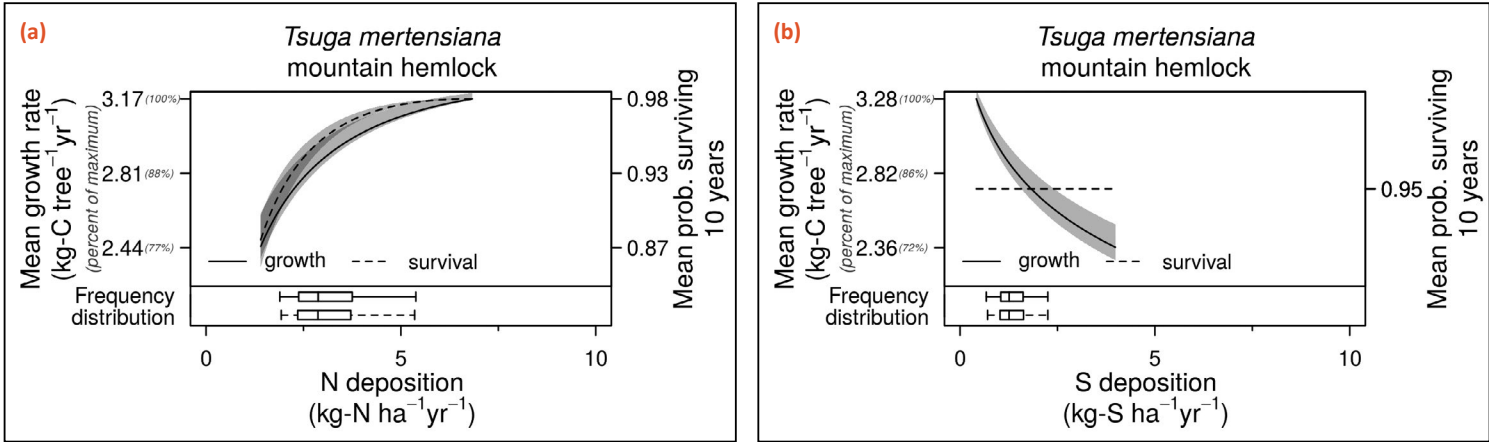 (a)
Tsuga mertensiana
mountain hemlock
Mean growth rate
(kg-C tree⁻¹yr⁻¹)
(percent of maximum)
3.17 (100%)
2.81 (88%)
2.44 (77%)
0.98
0.93
0.87
Mean prob. surviving
10 years
growth survival
Frequency
distribution
0 5 10
N deposition
(kg-N ha⁻¹yr⁻¹)
(b)
Tsuga mertensiana
mountain hemlock
Mean growth rate
(kg-C tree⁻¹yr⁻¹)
(percent of maximum)
3.28 (100%)
2.82 (86%)
2.36 (72%)
0.95
Mean prob. surviving
10 years
growth survival
Frequency
distribution
0 5 10
S deposition
(kg-S ha⁻¹yr⁻¹)